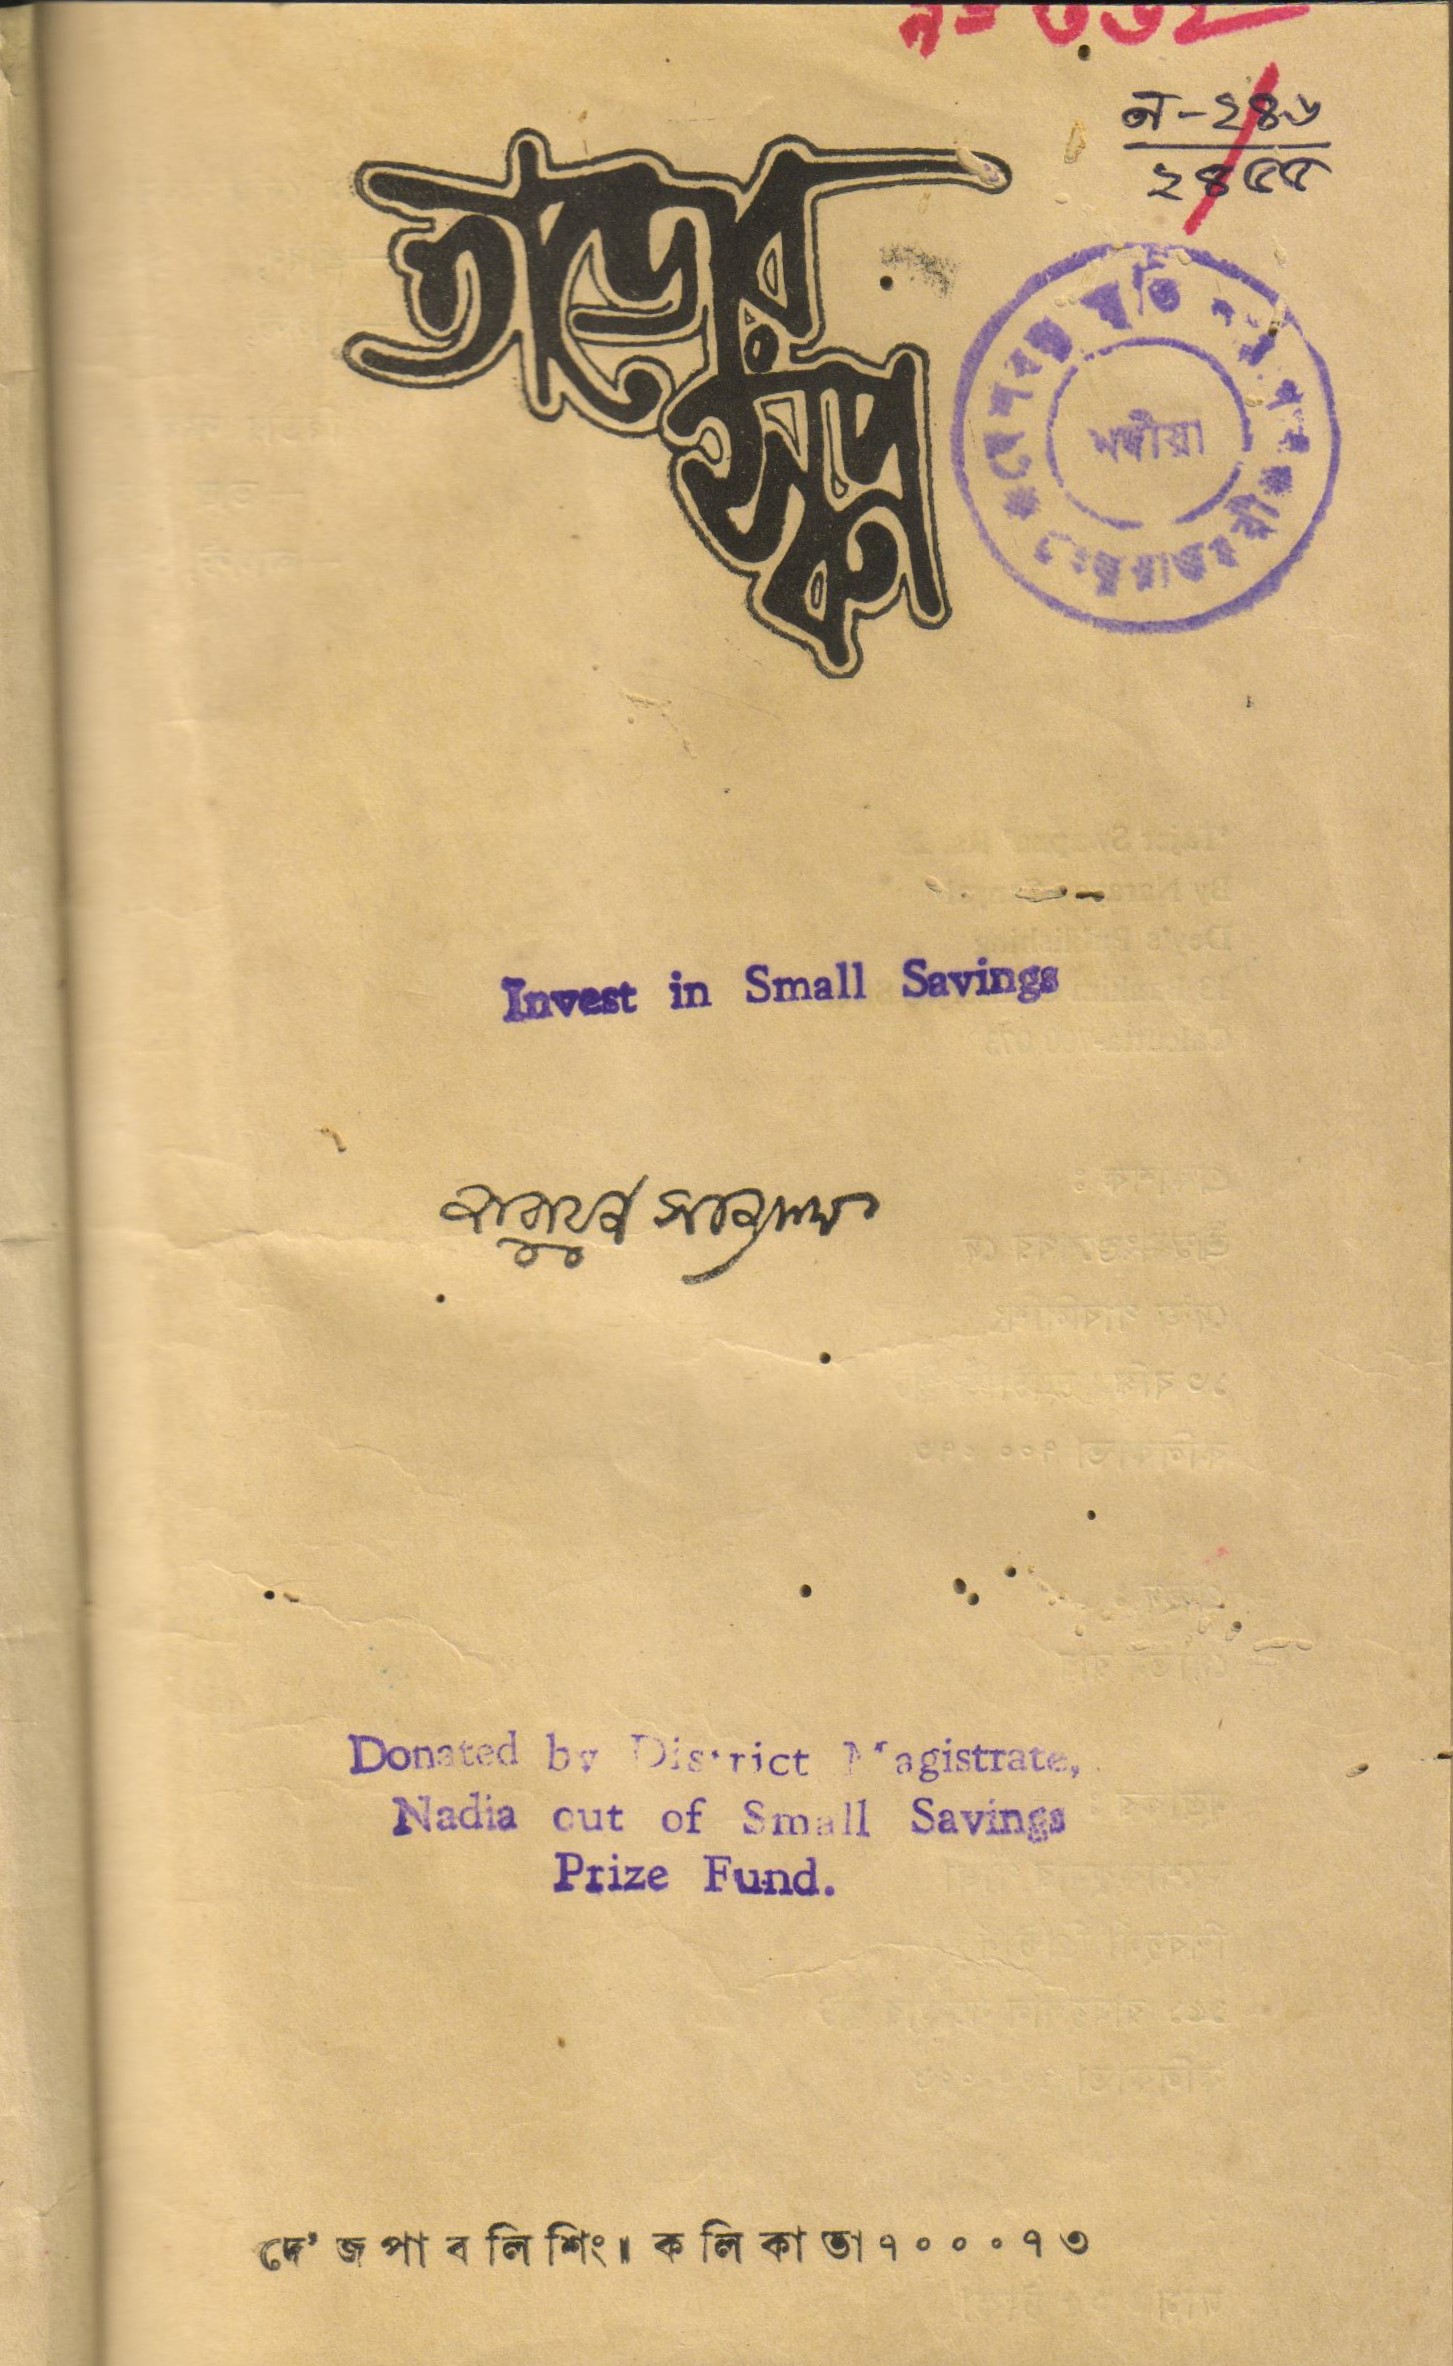 ন-২৪৬
২৪৫৫
তাজের
স্বপ্ন
নদীয়া
Invest in Small Savings
নারায়ণ সান্যাল
Donated by District Magistrate,
Nadia out of Small Savings
Prize Fund.
দে'জ পাবলিশিং॥ কলিকাতা ৭০০০৭৩